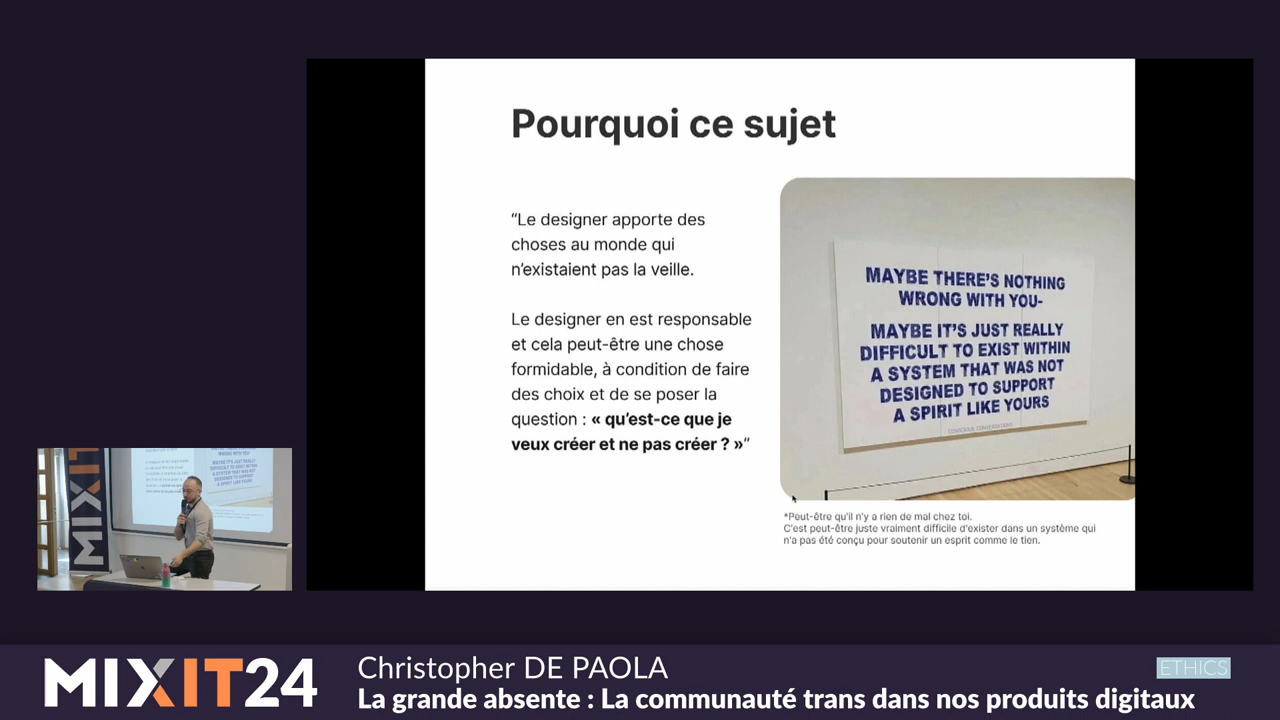 Pourquoi ce sujet
“Le designer apporte des
choses au monde qui
n’existaient pas la veille.
Le designer en est responsable
et cela peut-être une chose
formidable, à condition de faire
des choix et de se poser la
question : « qu’est-ce que je
veux créer et ne pas créer ? »”
MAYBE THERE’S NOTHING
WRONG WITH YOU-
MAYBE IT’S JUST REALLY
DIFFICULT TO EXIST WITHIN
A SYSTEM THAT WAS NOT
DESIGNED TO SUPPORT
A SPIRIT LIKE YOURS
CONSCIOUS CONVERSATIONS
*Peut-être qu'il n'y a rien de mal chez toi.
C'est peut-être juste vraiment difficile d'exister dans un système qui
n'a pas été conçu pour soutenir un esprit comme le tien.
MIXIT
MIXIT24
Christopher DE PAOLA
ETHICS
La grande absente : La communauté trans dans nos produits digitaux